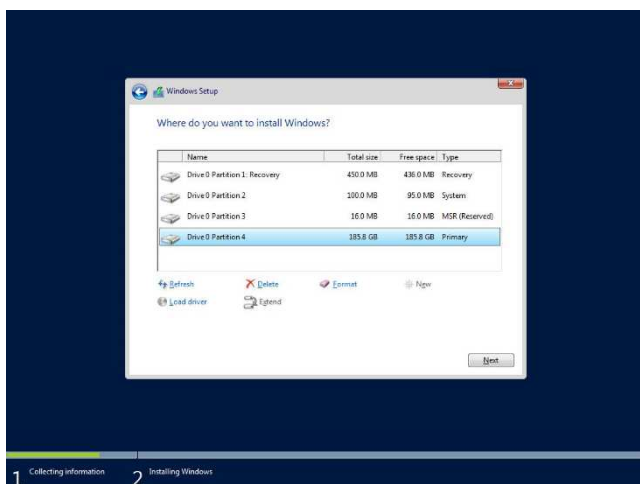 Windows Setup
Where do you want to install Windows?
Name Total size Free space Type
Drive 0 Partition 1: Recovery 450.0 MB 436.0 MB Recovery
Drive 0 Partition 2 100.0 MB 95.0 MB System
Drive 0 Partition 3 16.0 MB 16.0 MB MSR (Reserved)
Drive 0 Partition 4 185.8 GB 185.8 GB Primary
Refresh Delete Format New
Load driver Extend
Next
1 Collecting information 2 Installing Windows